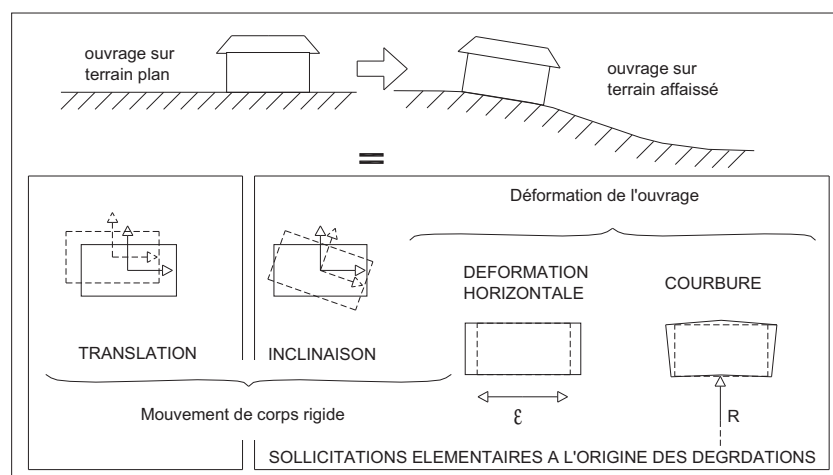 ouvrage sur
terrain plan
ouvrage sur
terrain affaissé
=
Déformation de l'ouvrage
DEFORMATION
HORIZONTALE
COURBURE
TRANSLATION
INCLINAISON
Mouvement de corps rigide
ε
R
SOLLICITATIONS ELEMENTAIRES A L'ORIGINE DES DEGRDATIONS